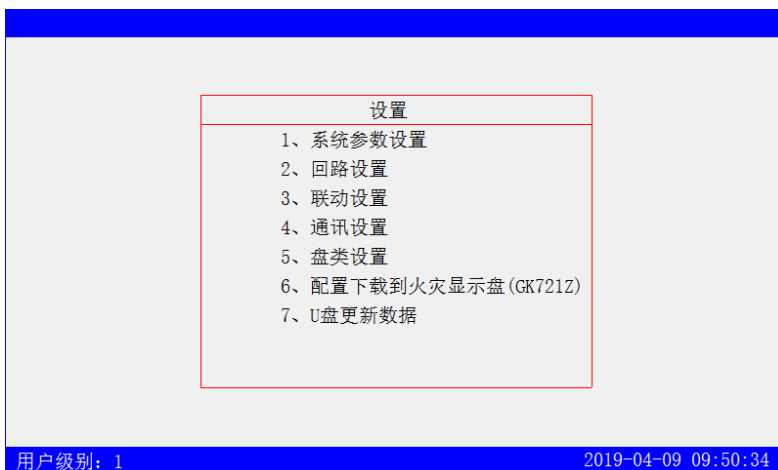 设置
1、系统参数设置
2、回路设置
3、联动设置
4、通讯设置
5、盘类设置
6、配置下载到火灾显示盘(GK721Z)
7、U盘更新数据
用户级别：1
2019-04-09 09:50:34